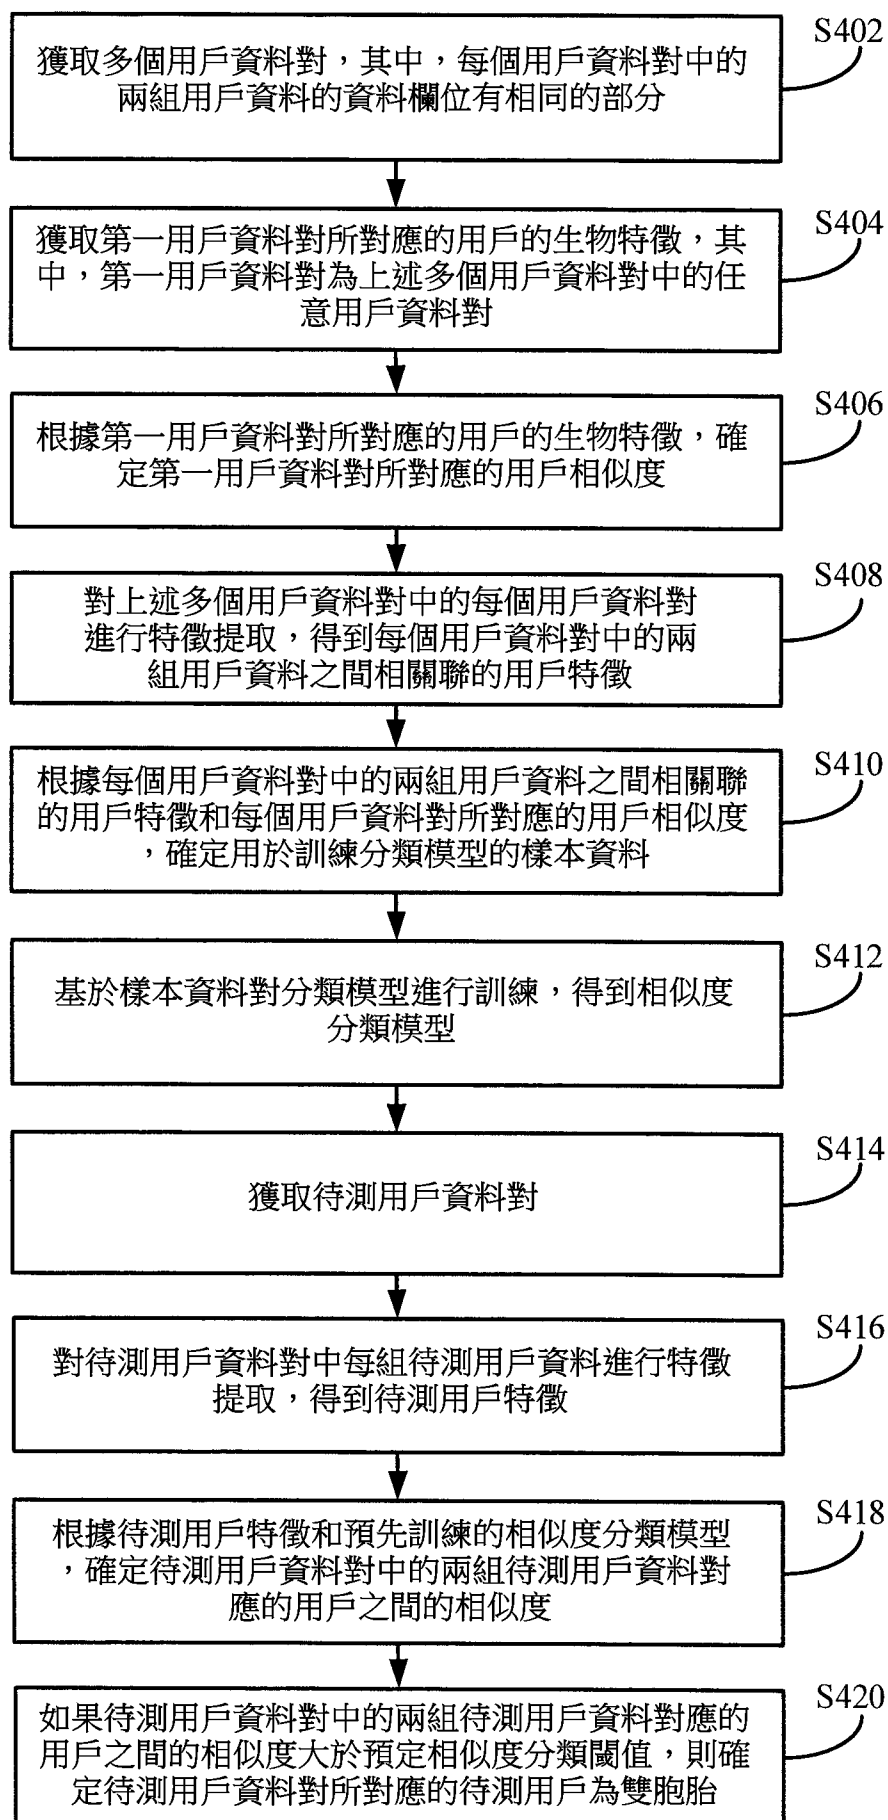 S402
獲取多個用戶資料對，其中，每個用戶資料對中的
兩組用戶資料的資料欄位有相同的部分
S404
獲取第一用戶資料對所對應的用戶的生物特徵，其
中，第一用戶資料對為上述多個用戶資料對中的任
意用戶資料對
S406
根據第一用戶資料對所對應的用戶的生物特徵，確
定第一用戶資料對所對應的用戶相似度
S408
對上述多個用戶資料對中的每個用戶資料對
進行特徵提取，得到每個用戶資料對中的兩
組用戶資料之間相關聯的用戶特徵
S410
根據每個用戶資料對中的兩組用戶資料之間相關聯
的用戶特徵和每個用戶資料對所對應的用戶相似度
，確定用於訓練分類模型的樣本資料
S412
基於樣本資料對分類模型進行訓練，得到相似度
分類模型
S414
獲取待測用戶資料對
S416
對待測用戶資料對中每組待測用戶資料進行特徵
提取，得到待測用戶特徵
S418
根據待測用戶特徵和預先訓練的相似度分類模型
，確定待測用戶資料對中的兩組待測用戶資料對
應的用戶之間的相似度
S420
如果待測用戶資料對中的兩組待測用戶資料對應的
用戶之間的相似度大於預定相似度分類閾值，則確
定待測用戶資料對所對應的待測用戶為雙胞胎